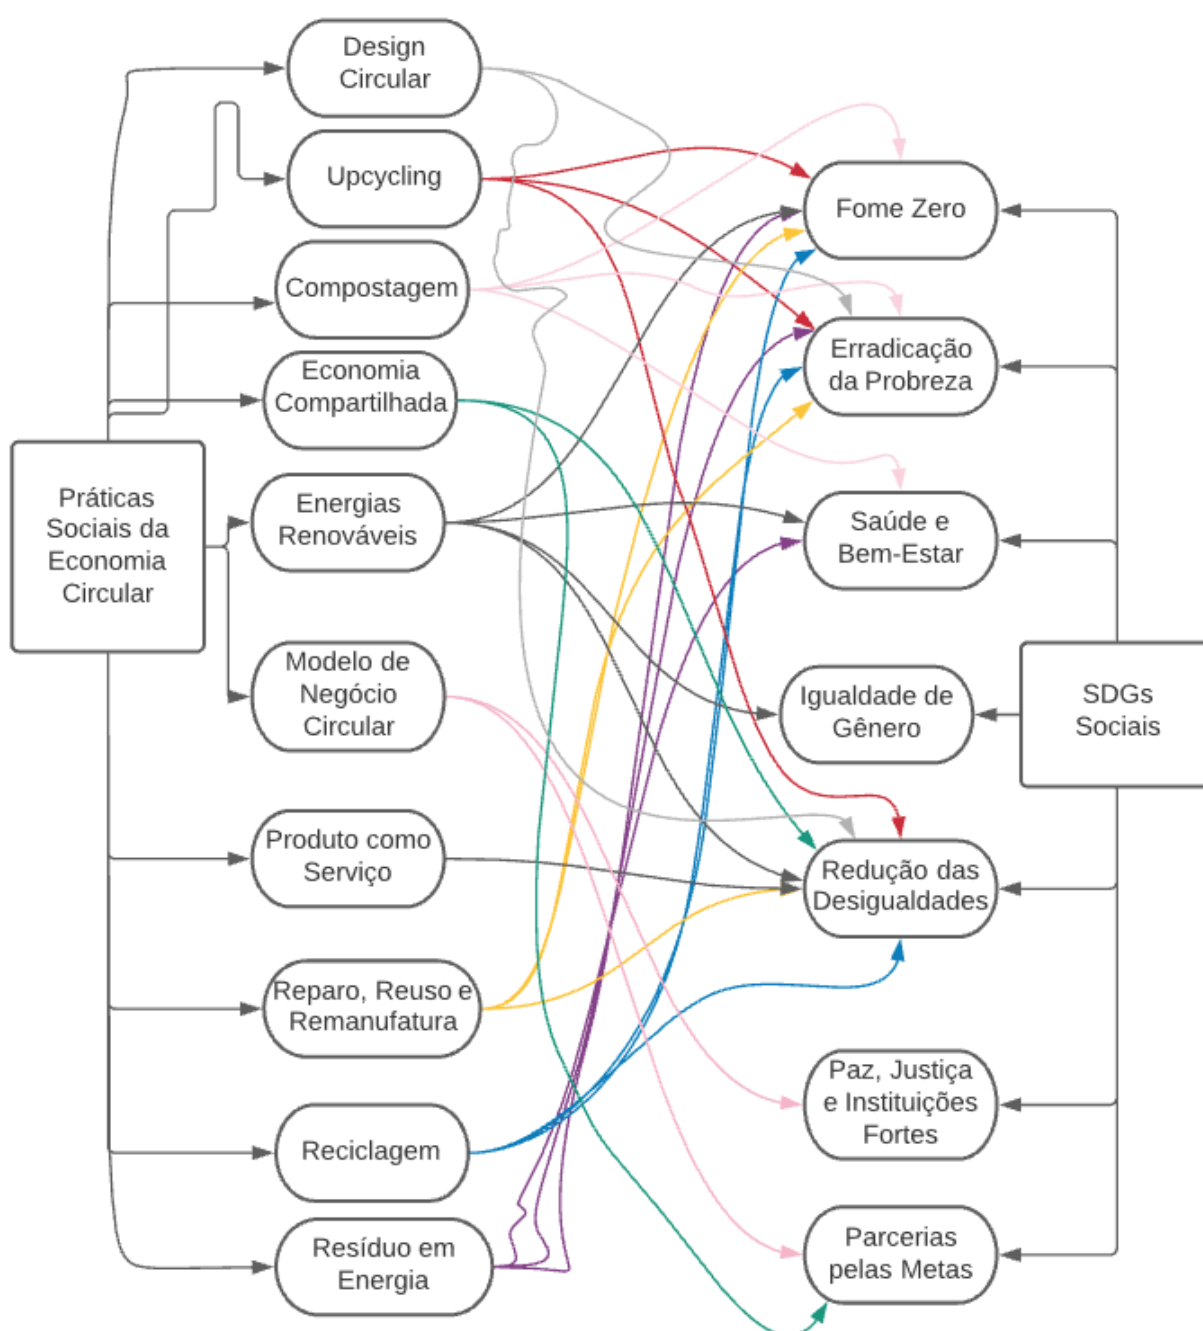 Design
Circular
Upcycling
Compostagem
Economia
Compartilhada
Práticas
Sociais da
Economia
Circular
Energias
Renováveis
Modelo de
Negócio
Circular
Produto como
Serviço
Reparo, Reuso e
Remanufatura
Reciclagem
Resíduo em
Energia
Fome Zero
Erradicação
da Probreza
Saúde e
Bem-Estar
Igualdade de
Gênero
Redução das
Desigualdades
Paz, Justiça
e Instituições
Fortes
Parcerias
pelas Metas
SDGs
Sociais